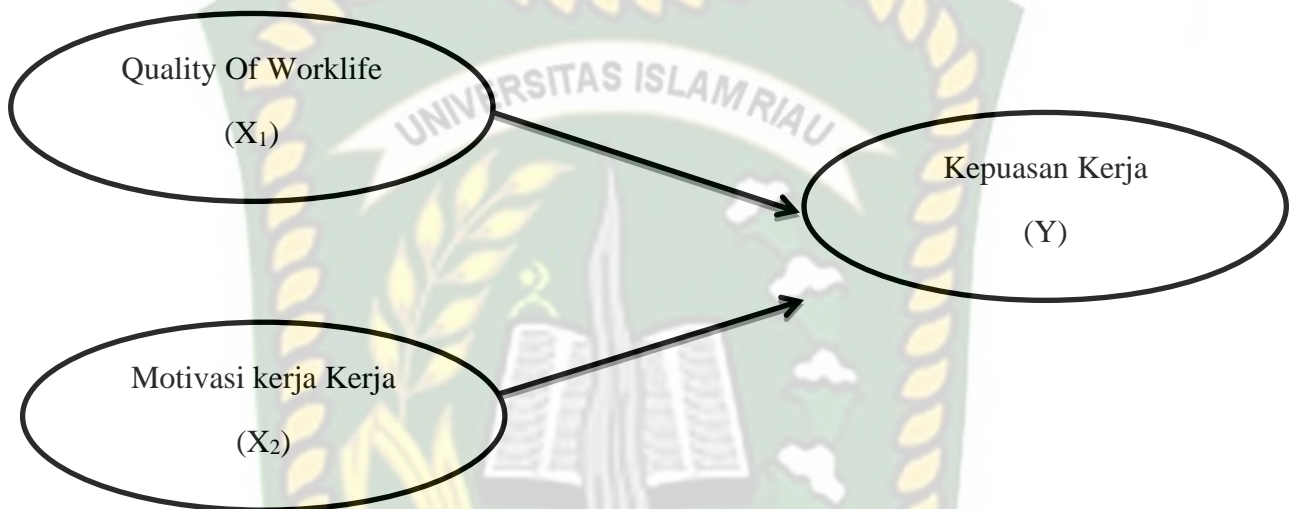 Quality Of Worklife
(X₁)
UNIVERSITAS ISLAM RIAU
Kepuasan Kerja
(Y)
Motivasi kerja Kerja
(X₂)